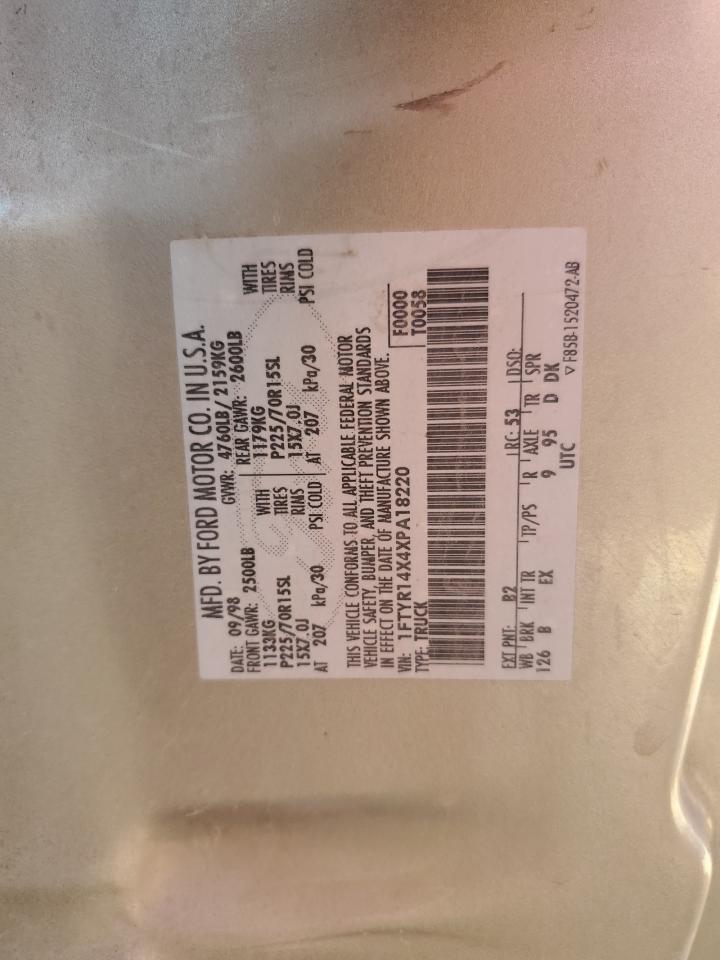 MFD. BY FORD MOTOR CO. IN U.S.A.
DATE: 09/98 GVWR: 4760LB / 2159KG
FRONT GAWR: 2500LB REAR GAWR: 2600LB
1133KG WITH 1179KG WITH
P225/70R15SL TIRES P225/70R15SL TIRES
15X7.0J RIMS 15X7.0J RIMS
AT 207 kPa/30 PSI COLD AT 207 kPa/30 PSI COLD
THIS VEHICLE CONFORMS TO ALL APPLICABLE FEDERAL MOTOR
VEHICLE SAFETY, BUMPER, AND THEFT PREVENTION STANDARDS
IN EFFECT ON THE DATE OF MANUFACTURE SHOWN ABOVE.
VIN: 1FTYR14X4XPA18220 F0000
TYPE: TRUCK T0058
EXT PNT: B2 RC: 53 DSO:
WB BRK INT TR TP/PS R AXLE TR SPR
126 B EX 9 95 D DK
UTC ▽ F85B-1520472-AB